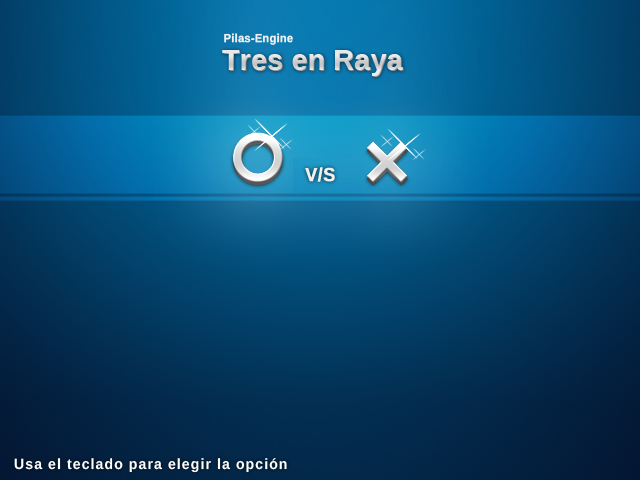 Pilas-Engine
Tres en Raya
O V/S X
Usa el teclado para elegir la opción